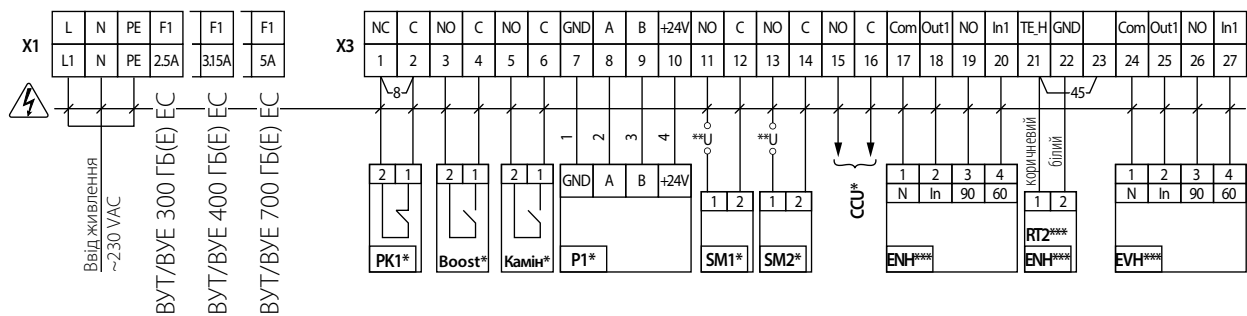 X1
L N PE F1 F1 F1
L1 N PE 2.5A 3.15A 5A
X3
NC C NO C NO C GND A B +24V NO C NO C NO C Com Out1 NO In1 TE_H GND Com Out1 NO In1
1 2 3 4 5 6 7 8 9 10 11 12 13 14 15 16 17 18 19 20 21 22 23 24 25 26 27
8
45
Ввід живлення
~230 VAC
ВУТ/ВУЕ 300 ГБ(Е) ЕС
ВУТ/ВУЕ 400 ГБ(Е) ЕС
ВУТ/ВУЕ 700 ГБ(Е) ЕС
2 1
PK1*
2 1
Boost*
2 1
Камін*
1 2 3 4
GND A B +24V
P1*
**U
1 2
SM1*
**U
1 2
SM2*
CCU*
1 2 3 4
N In 90 60
ENH***
коричневий
білий
1 2
RT2***
ENH***
1 2 3 4
N In 90 60
EVH***